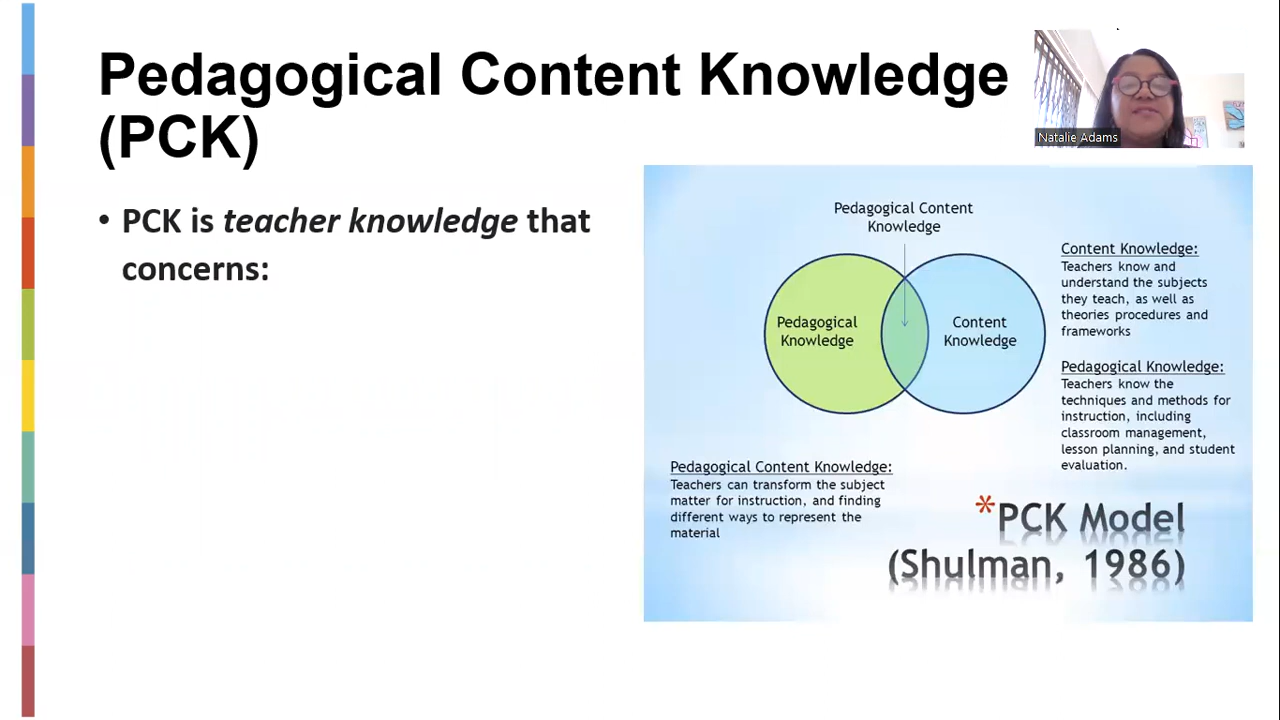 Pedagogical Content Knowledge
(PCK)
Natalie Adams
• PCK is teacher knowledge that
concerns:
Pedagogical Content
Knowledge
Pedagogical
Knowledge
Content
Knowledge
Content Knowledge:
Teachers know and
understand the subjects
they teach, as well as
theories procedures and
frameworks
Pedagogical Knowledge:
Teachers know the
techniques and methods for
instruction, including
classroom management,
lesson planning, and student
evaluation.
Pedagogical Content Knowledge:
Teachers can transform the subject
matter for instruction, and finding
different ways to represent the
material
*PCK Model
(Shulman, 1986)